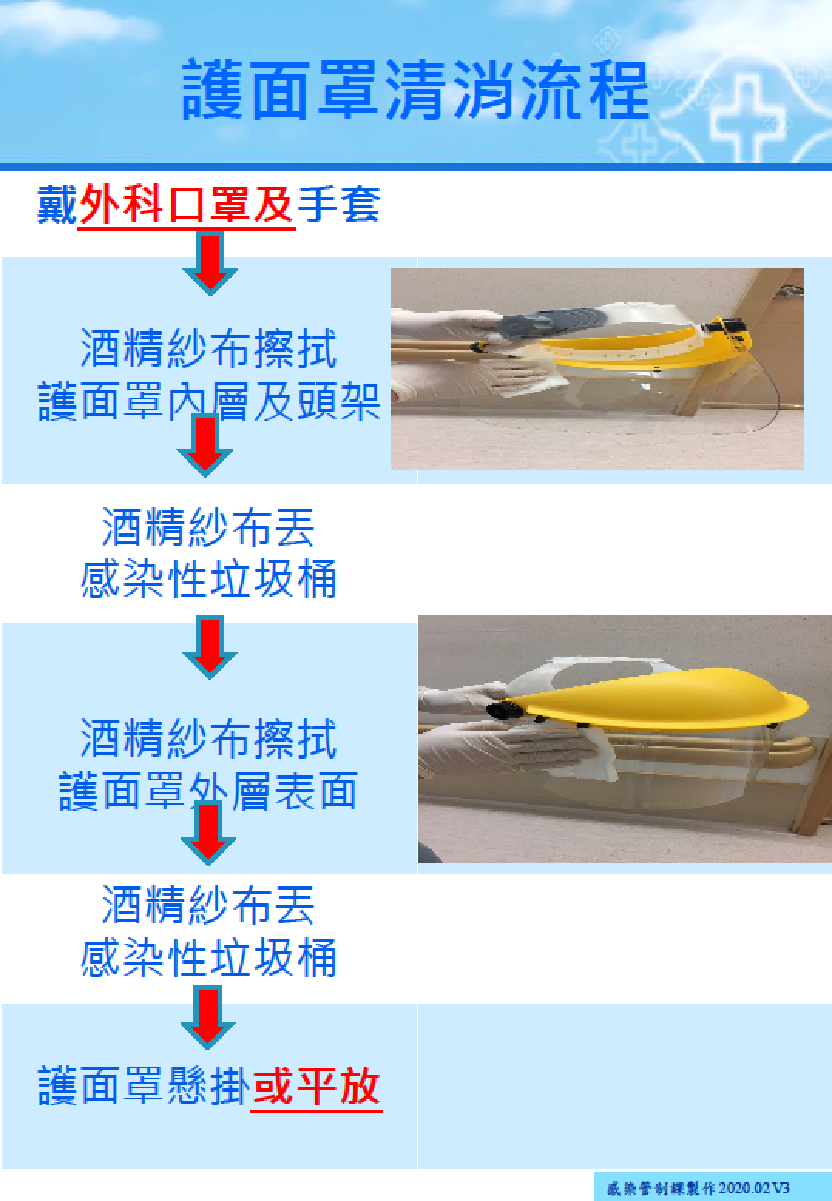 護面罩清消流程
戴外科口罩及手套
酒精紗布擦拭
護面罩內層及頭架
酒精紗布丟
感染性垃圾桶
酒精紗布擦拭
護面罩外層表面
酒精紗布丟
感染性垃圾桶
護面罩懸掛或平放
感染管制課製作2020.02V3